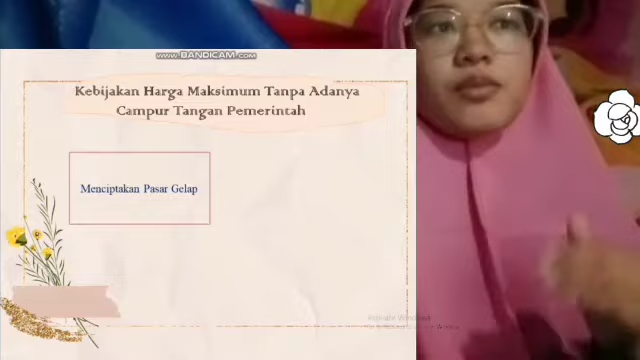 www.BANDICAM.com
Kebijakan Harga Maksimum Tanpa Adanya
Campur Tangan Pemerintah
Menciptakan Pasar Gelap